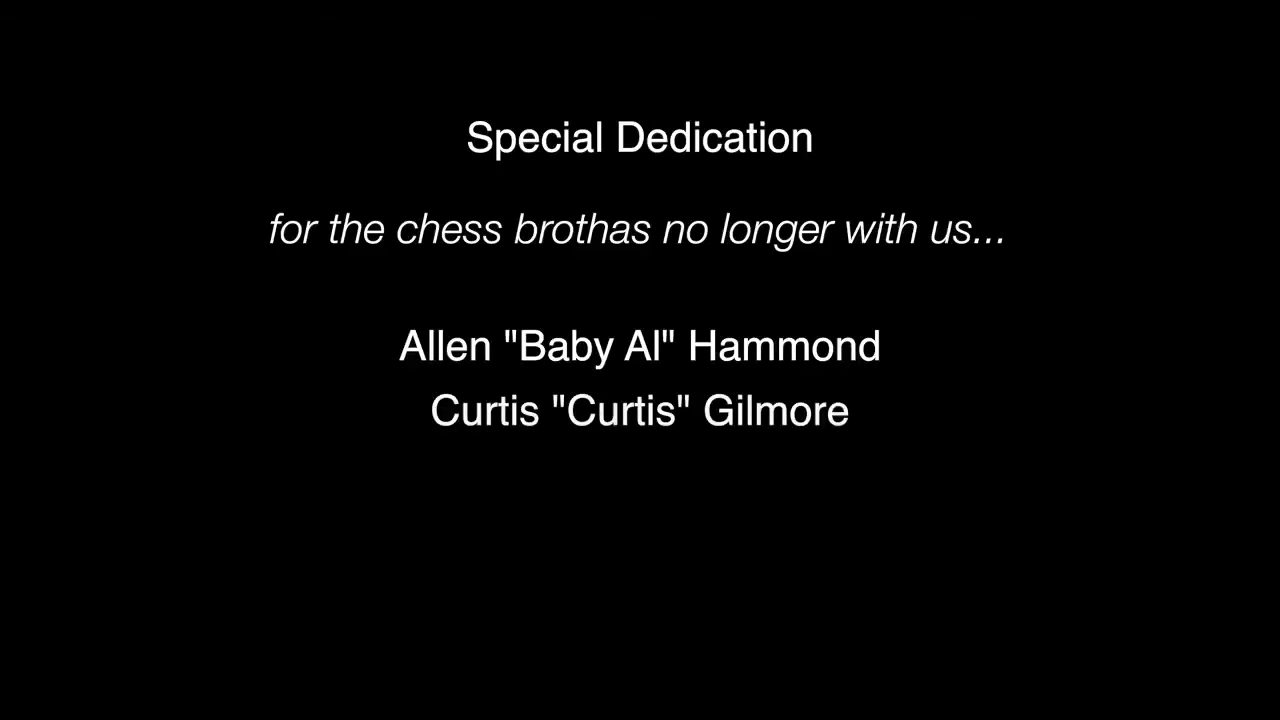 Special Dedication
for the chess brothas no longer with us...
Allen "Baby Al" Hammond
Curtis "Curtis" Gilmore